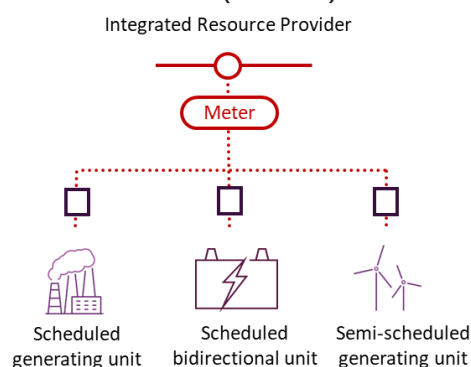 Integrated Resource Provider
Meter
Scheduled
generating unit
Scheduled
bidirectional unit
Semi-scheduled
generating unit